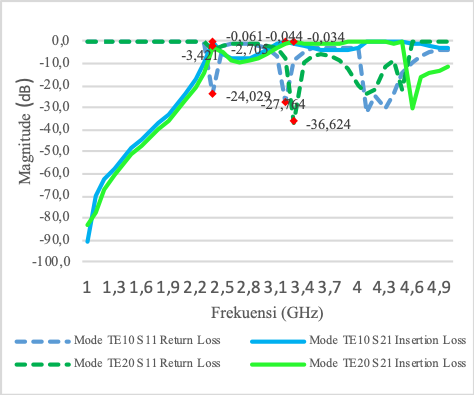 0,0
-10,0
-20,0
-30,0
-40,0
-50,0
-60,0
-70,0
-80,0
-90,0
-100,0
Magnitude (dB)
-0,061 -0,044 -0,034
-3,421 -2,705
-24,029
-27,764
-36,624
1 1,3 1,6 1,9 2,2 2,5 2,8 3,1 3,4 3,7 4 4,3 4,6 4,9
Frekuensi (GHz)
Mode TE10 S11 Return Loss Mode TE10 S21 Insertion Loss
Mode TE20 S11 Return Loss Mode TE20 S21 Insertion Loss